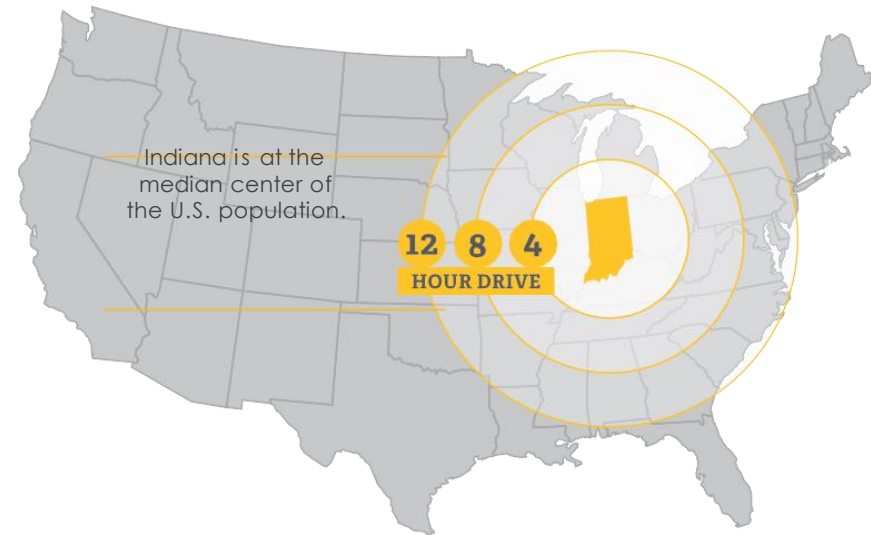 Indiana is at the
median center of
the U.S. population.
12 8 4
HOUR DRIVE